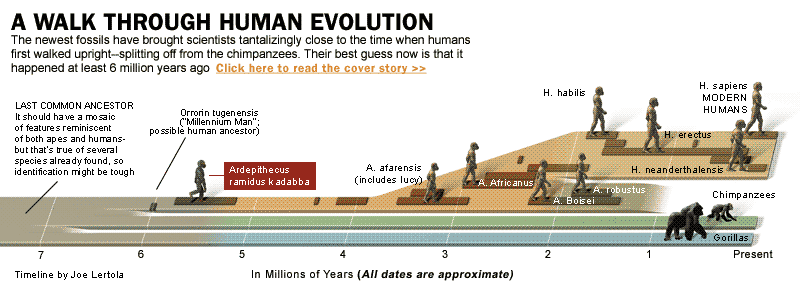 A WALK THROUGH HUMAN EVOLUTION
The newest fossils have brought scientists tantalizingly close to the time when humans
first walked upright--splitting off from the chimpanzees. Their best guess now is that it
happened at least 6 million years ago Click here to read the cover story >>
LAST COMMON ANCESTOR
It should have a mosaic
of features reminiscent
of both apes and humans-
but that's true of several
species already found, so
identification might be tough
Orrorin tugenensis
("Millennium Man";
possible human ancestor)
Ardepithecus
ramidus kadabba
A. afarensis
(includes lucy)
A. Africanus
H. habilis
H. sapiens
MODERN
HUMANS
H. erectus
H. neanderthalensis
A. robustus
A. Boisei
Chimpanzees
Gorillas
7
6
5
4
3
2
1
Present
Timeline by Joe Lertola
In Millions of Years (All dates are approximate)